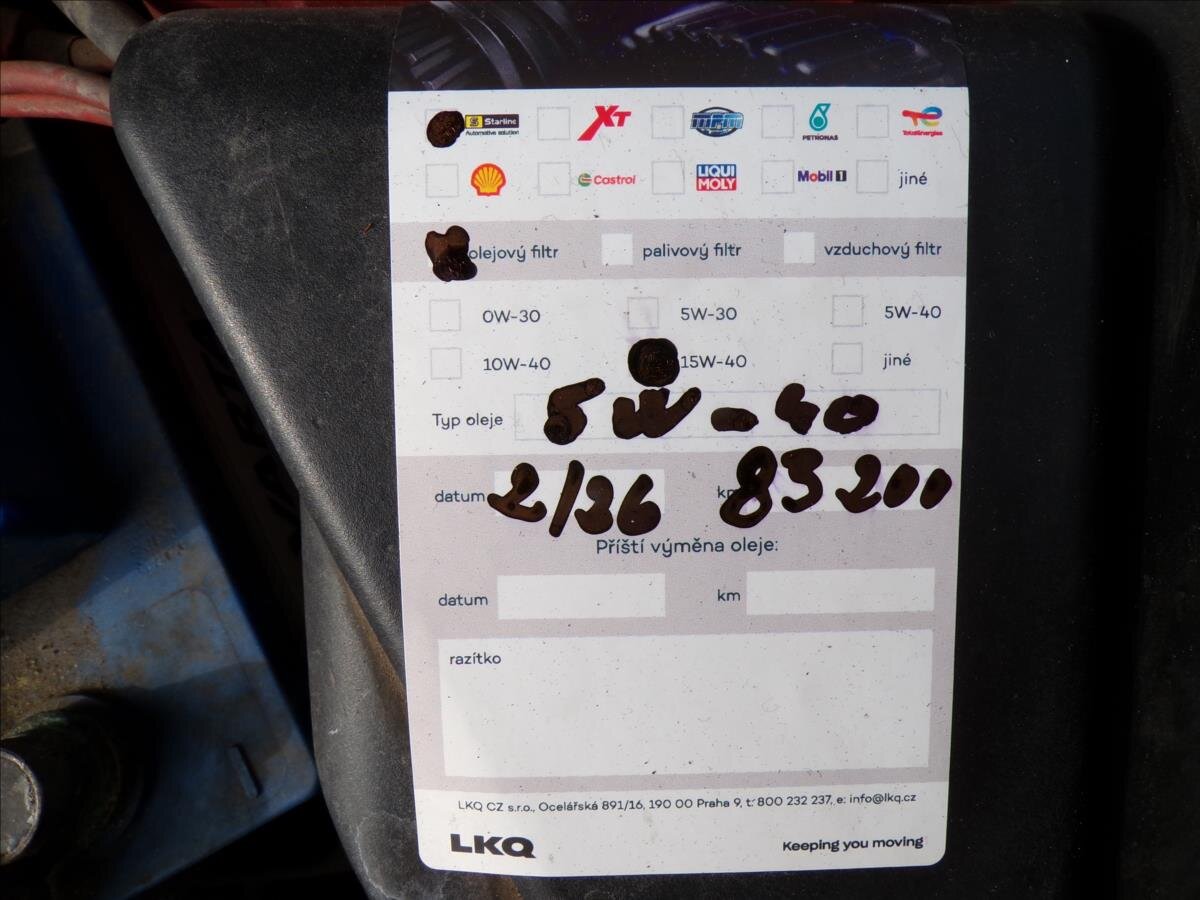 Starline XT MPM PETRONAS TotalEnergies
Automotive solution
Castrol LIQUI MOLY Mobil 1 jiné
olejový filtr palivový filtr vzduchový filtr
0W-30 5W-30 5W-40
10W-40 15W-40 jiné
Typ oleje 5W-40
datum 2/26 km 83200
Příští výměna oleje:
datum km
razítko
LKQ CZ s.r.o., Ocelářská 891/16, 190 00 Praha 9, t: 800 232 237, e: info@lkq.cz
LKQ Keeping you moving